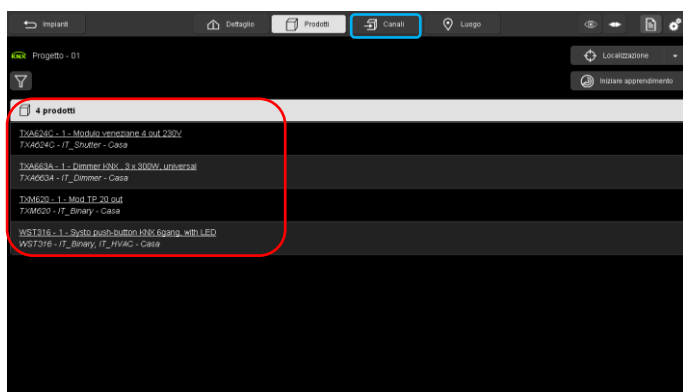 Impianti
Dettaglio
Prodotti
Canali
Luogo
KNX Progetto - 01
Localizzazione
Iniziare apprendimento
4 prodotti
TXA624C - 1 - Modulo veneziane 4 out 230V
TXA624C - IT_Shutter - Casa
TXA663A - 1 - Dimmer KNX , 3 x 300W, universal
TXA663A - IT_Dimmer - Casa
TXM620 - 1 - Mod TP 20 out
TXM620 - IT_Binary - Casa
WST316 - 1 - Systo push-button KNX 6gang, with LED
WST316 - IT_Binary, IT_HVAC - Casa